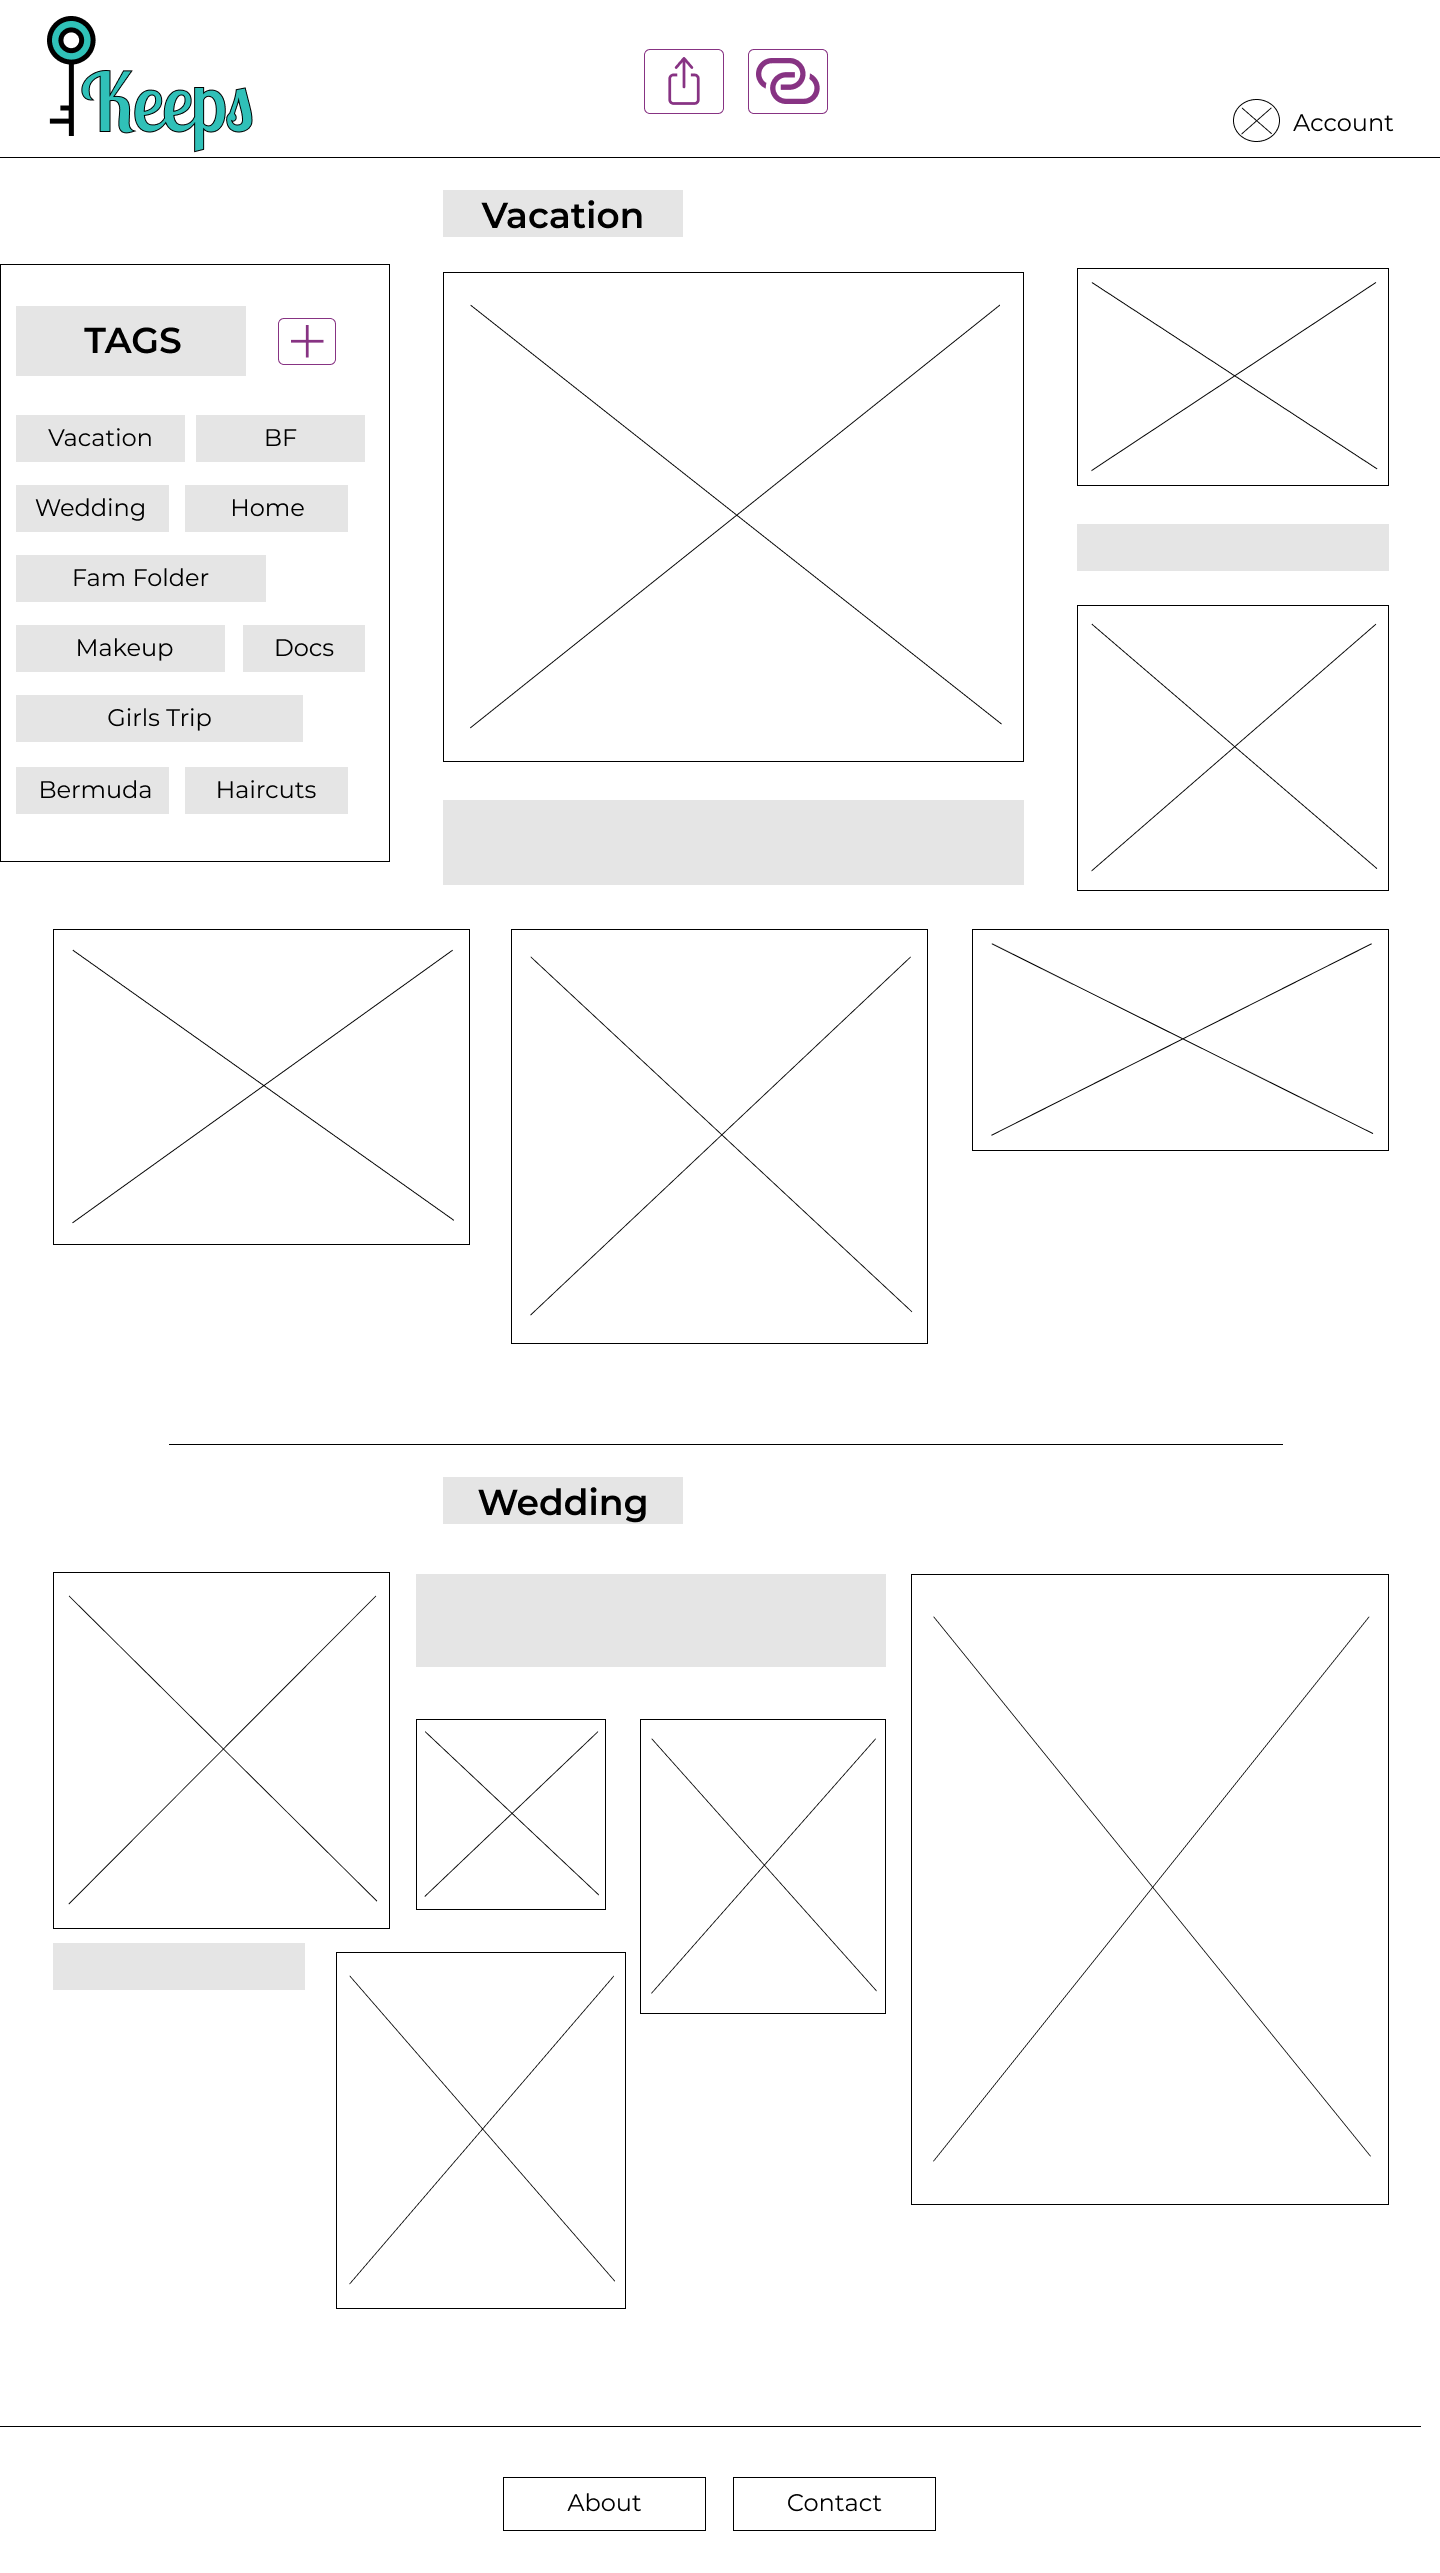 Keeps
Account
Vacation
TAGS
Vacation
BF
Wedding
Home
Fam Folder
Makeup
Docs
Girls Trip
Bermuda
Haircuts
Wedding
About
Contact